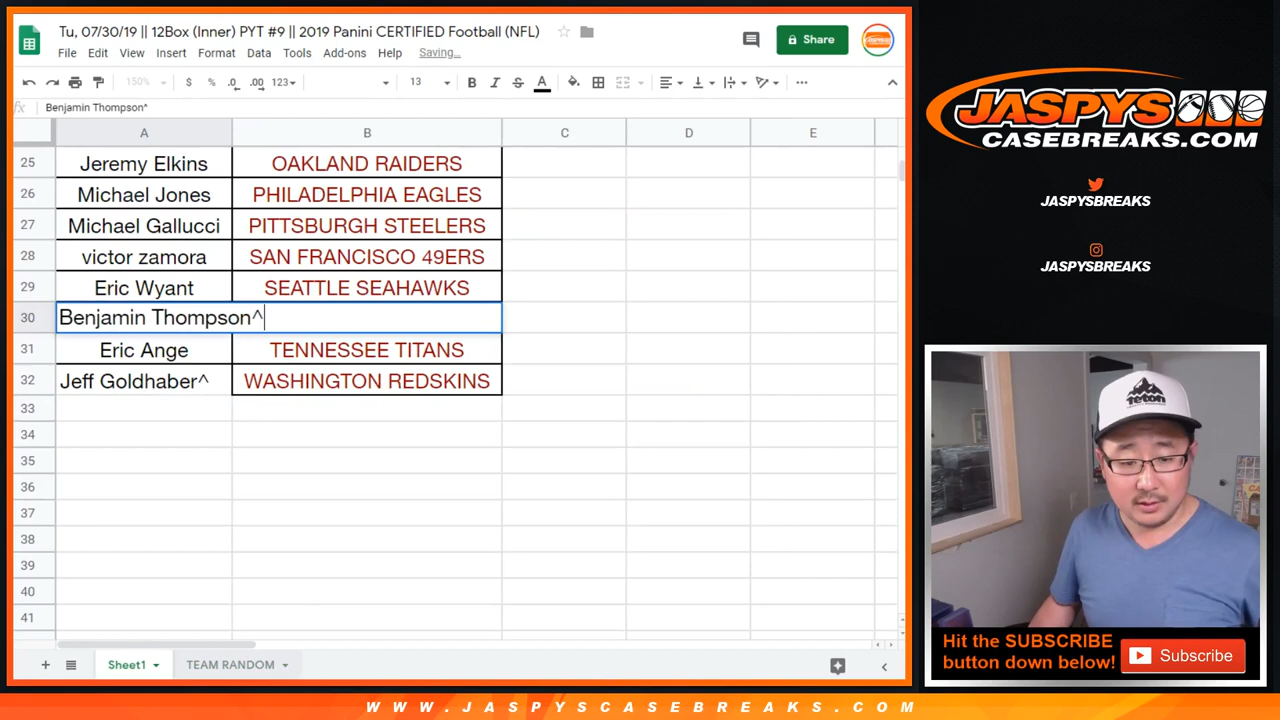 Tu, 07/30/19 || 12Box (Inner) PYT #9 || 2019 Panini CERTIFIED Football (NFL)
Share
File Edit View Insert Format Data Tools Add-ons Help Saving…
150% $ % .0 .00 123 13 B I S A
fx Benjamin Thompson^
A B C D E
25 Jeremy Elkins OAKLAND RAIDERS
26 Michael Jones PHILADELPHIA EAGLES
27 Michael Gallucci PITTSBURGH STEELERS
28 victor zamora SAN FRANCISCO 49ERS
29 Eric Wyant SEATTLE SEAHAWKS
30 Benjamin Thompson^
31 Eric Ange TENNESSEE TITANS
32 Jeff Goldhaber^ WASHINGTON REDSKINS
33
34
35
36
37
38
39
40
41
Sheet1 TEAM RANDOM
JASPYS
CASEBREAKS.COM
JASPYSBREAKS
JASPYSBREAKS
teton
Hit the SUBSCRIBE
button down below!
Subscribe
WWW.JASPYSCASEBREAKS.COM